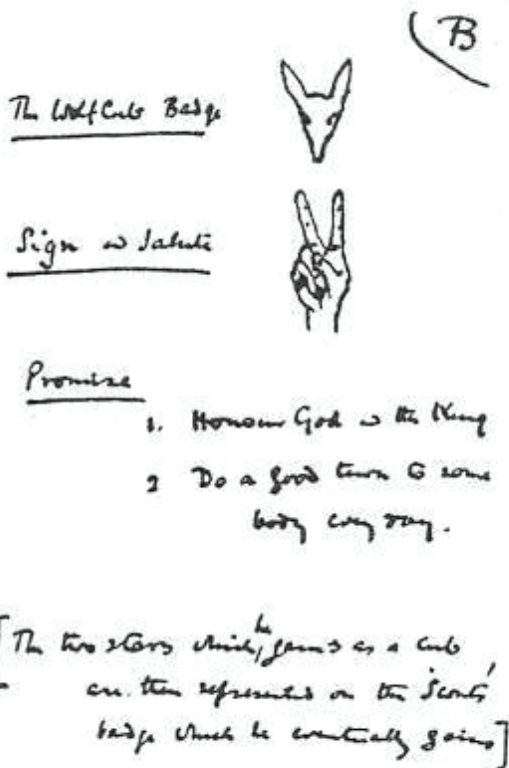 B
The Wolf Cub Badge
Sign & Salute
Promise
1. Honour God & the King
2 Do a good turn to some
body every day.
[The two stars which he gains as a Cub
are then represented on the Scouts'
badge which he eventually gains]